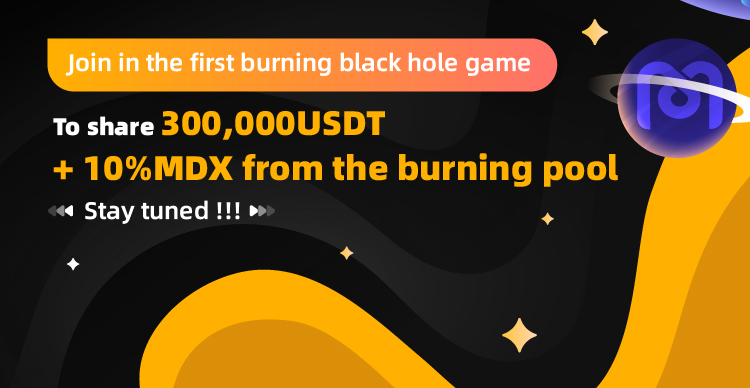 Join in the first burning black hole game
To share 300,000USDT
+ 10%MDX from the burning pool
Stay tuned !!!